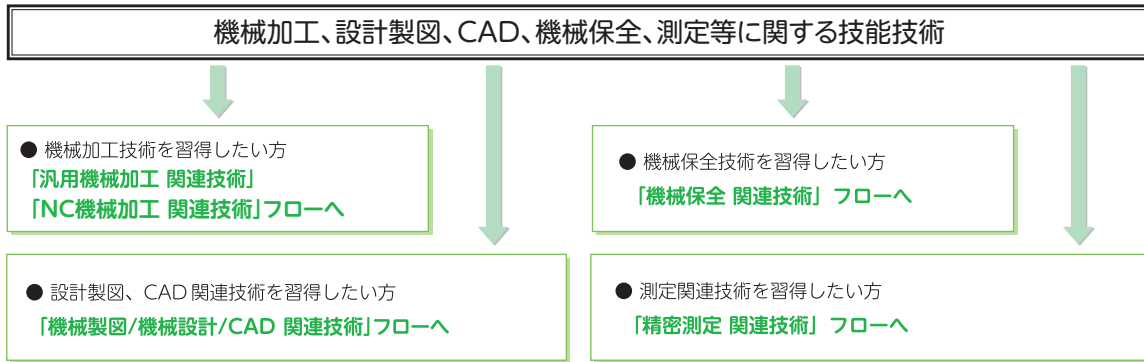 機械加工、設計製図、CAD、機械保全、測定等に関する技能技術
● 機械加工技術を習得したい方
「汎用機械加工 関連技術」
「NC機械加工 関連技術」フローへ
● 機械保全技術を習得したい方
「機械保全 関連技術」フローへ
● 設計製図、CAD関連技術を習得したい方
「機械製図/機械設計/CAD 関連技術」フローへ
● 測定関連技術を習得したい方
「精密測定 関連技術」フローへ